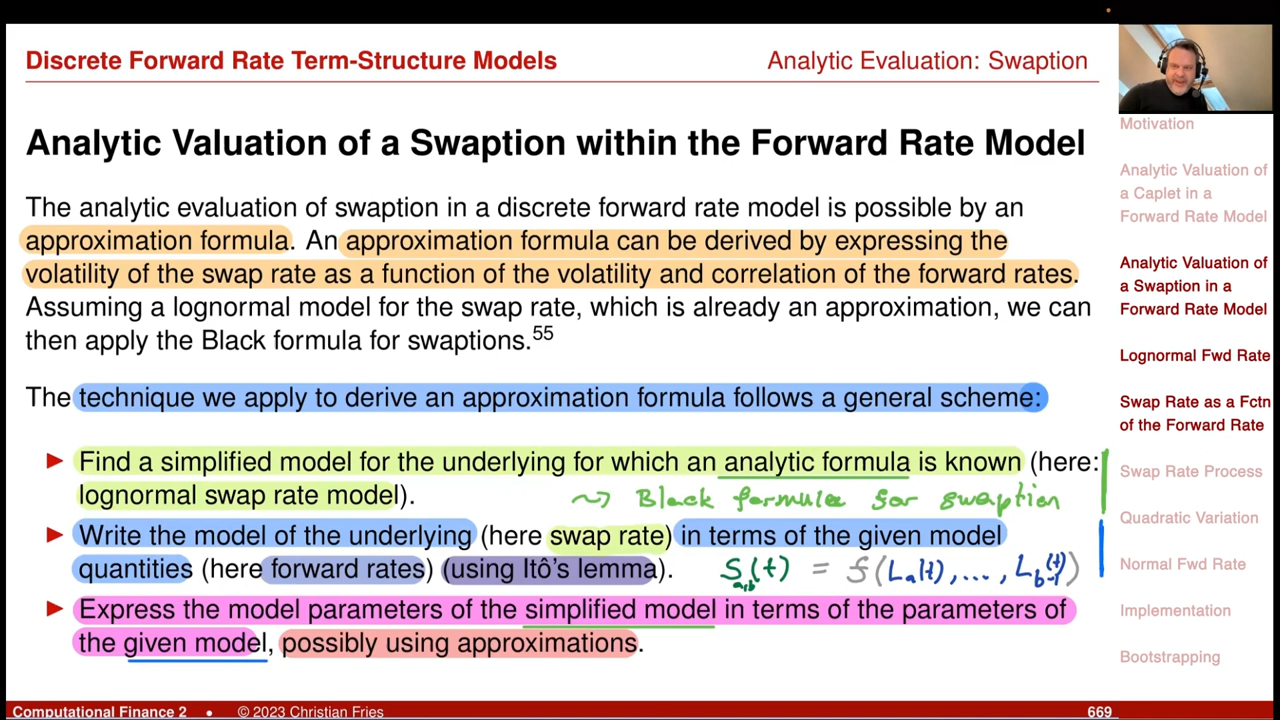 Discrete Forward Rate Term-Structure Models
Analytic Evaluation: Swaption
Analytic Valuation of a Swaption within the Forward Rate Model
The analytic evaluation of swaption in a discrete forward rate model is possible by an
approximation formula. An approximation formula can be derived by expressing the
volatility of the swap rate as a function of the volatility and correlation of the forward rates.
Assuming a lognormal model for the swap rate, which is already an approximation, we can
then apply the Black formula for swaptions.55
The technique we apply to derive an approximation formula follows a general scheme:
► Find a simplified model for the underlying for which an analytic formula is known (here:
lognormal swap rate model).
⇝ Black formula for swaption
► Write the model of the underlying (here swap rate) in terms of the given model
quantities (here forward rates) (using Itô's lemma).
S_{a,b}(t) = f(L_a(t), ..., L_{b-1}(t))
► Express the model parameters of the simplified model in terms of the parameters of
the given model, possibly using approximations.
Motivation
Analytic Valuation of
a Caplet in a
Forward Rate Model
Analytic Valuation of
a Swaption in a
Forward Rate Model
Lognormal Fwd Rate
Swap Rate as a Fctn
of the Forward Rate
Swap Rate Process
Quadratic Variation
Normal Fwd Rate
Implementation
Bootstrapping
Computational Finance 2 • © 2023 Christian Fries
669